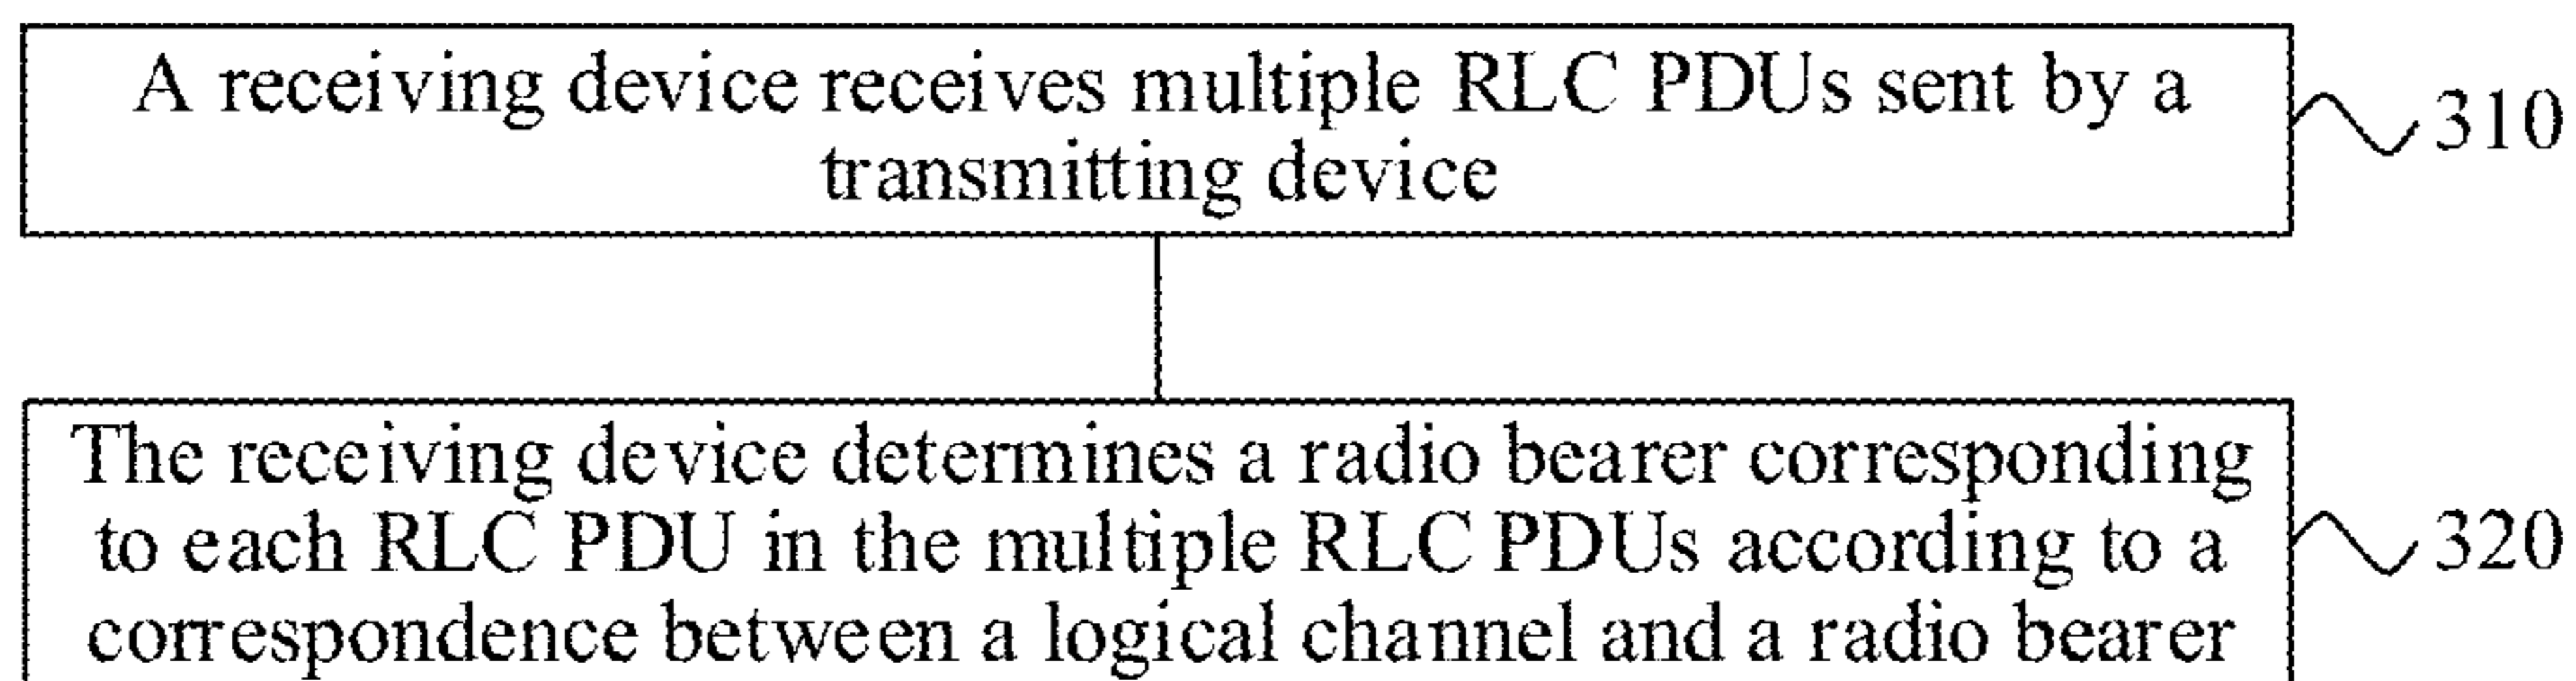 A receiving device receives multiple RLC PDUs sent by a
transmitting device
310
The receiving device determines a radio bearer corresponding
to each RLC PDU in the multiple RLC PDUs according to a
correspondence between a logical channel and a radio bearer
320